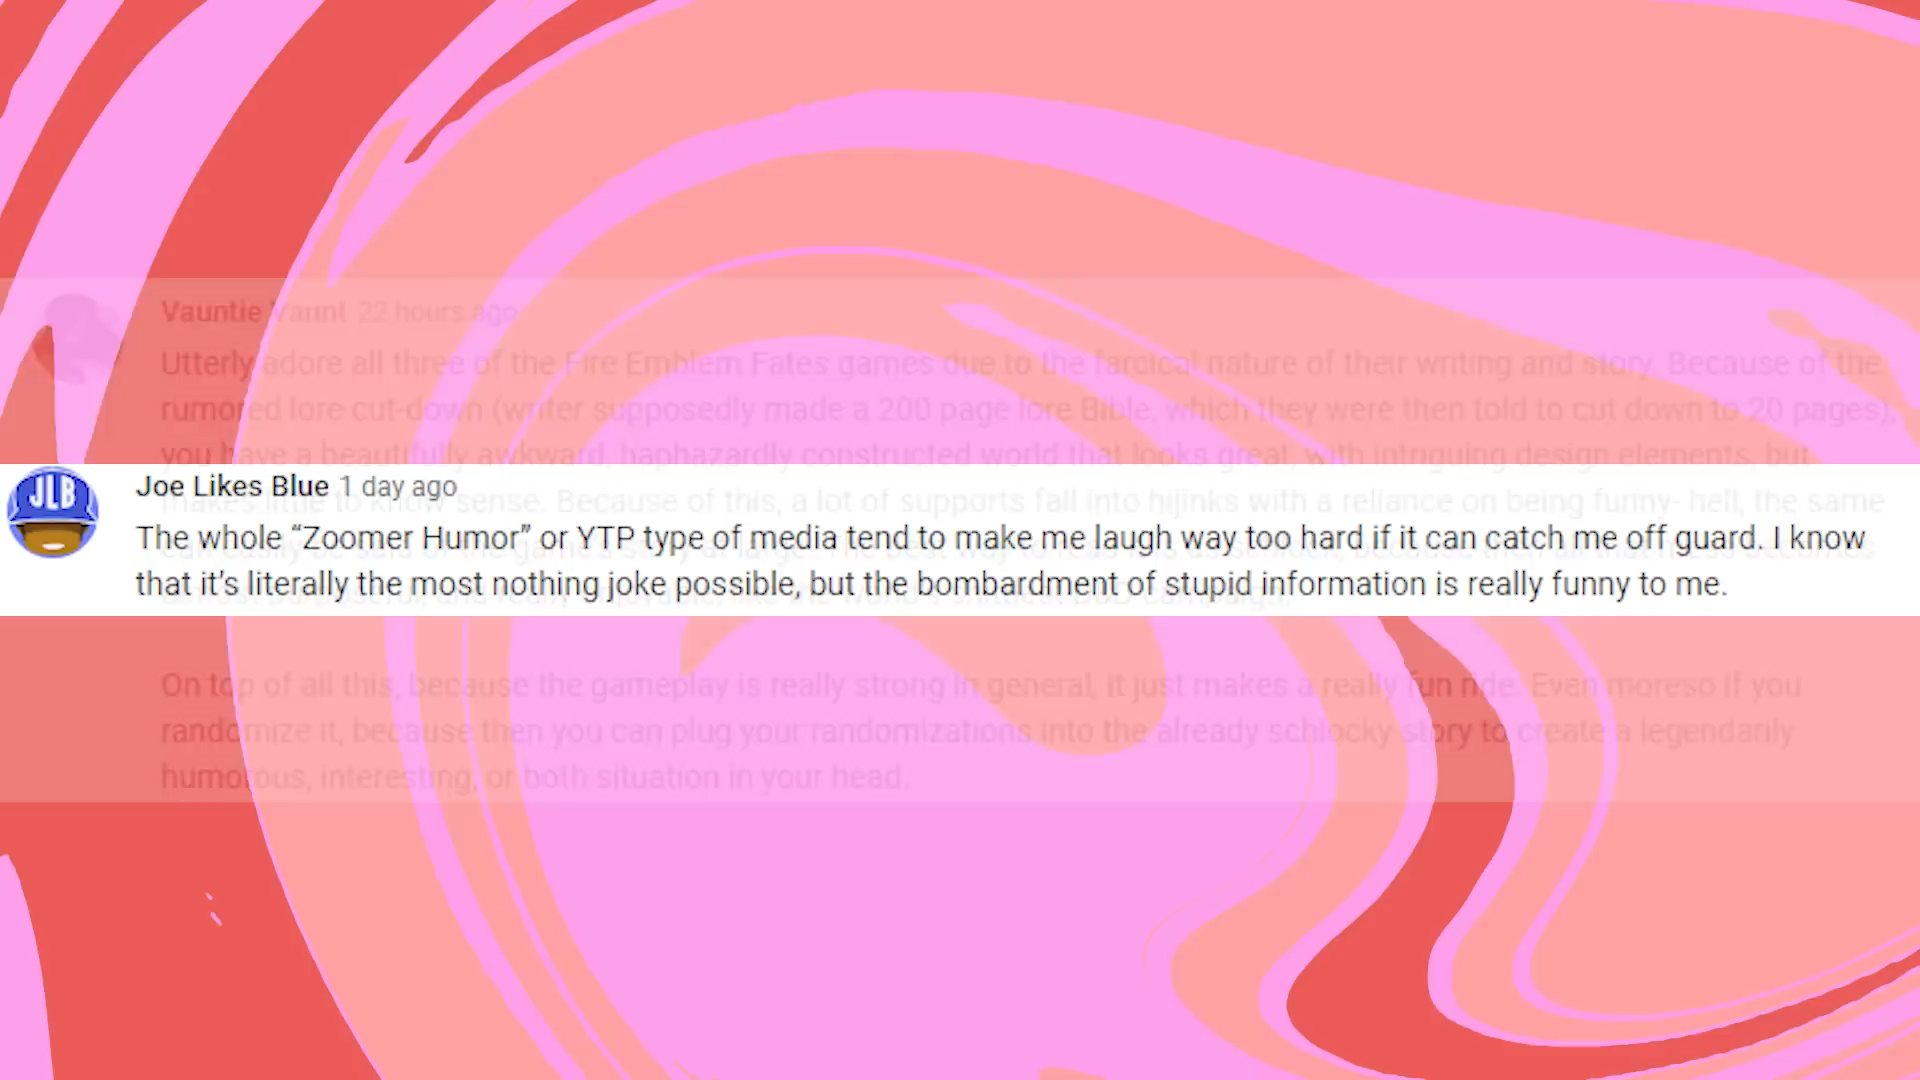 Vauntie Vaunt 22 hours ago
Utterly adore all three of the Fire Emblem Fates games due to the farcical nature of their writing and story. Because of the
rumored lore cut-down (writer supposedly made a 200 page lore Bible, which they were then told to cut down to 20 pages),
you have a beautifully awkward, haphazardly constructed world that looks great, with intriguing design elements, but
JLB
Joe Likes Blue 1 day ago
makes little to know sense. Because of this, a lot of supports fall into hijinks with a reliance on being funny- hell, the same
The whole “Zoomer Humor” or YTP type of media tend to make me laugh way too hard if it can catch me off guard. I know
that it’s literally the most nothing joke possible, but the bombardment of stupid information is really funny to me.
On top of all this, because the gameplay is really strong in general, it just makes a really fun ride. Even moreso if you
randomize it, because then you can plug your randomizations into the already schlocky story to create a legendarily
humorous, interesting, or both situation in your head.